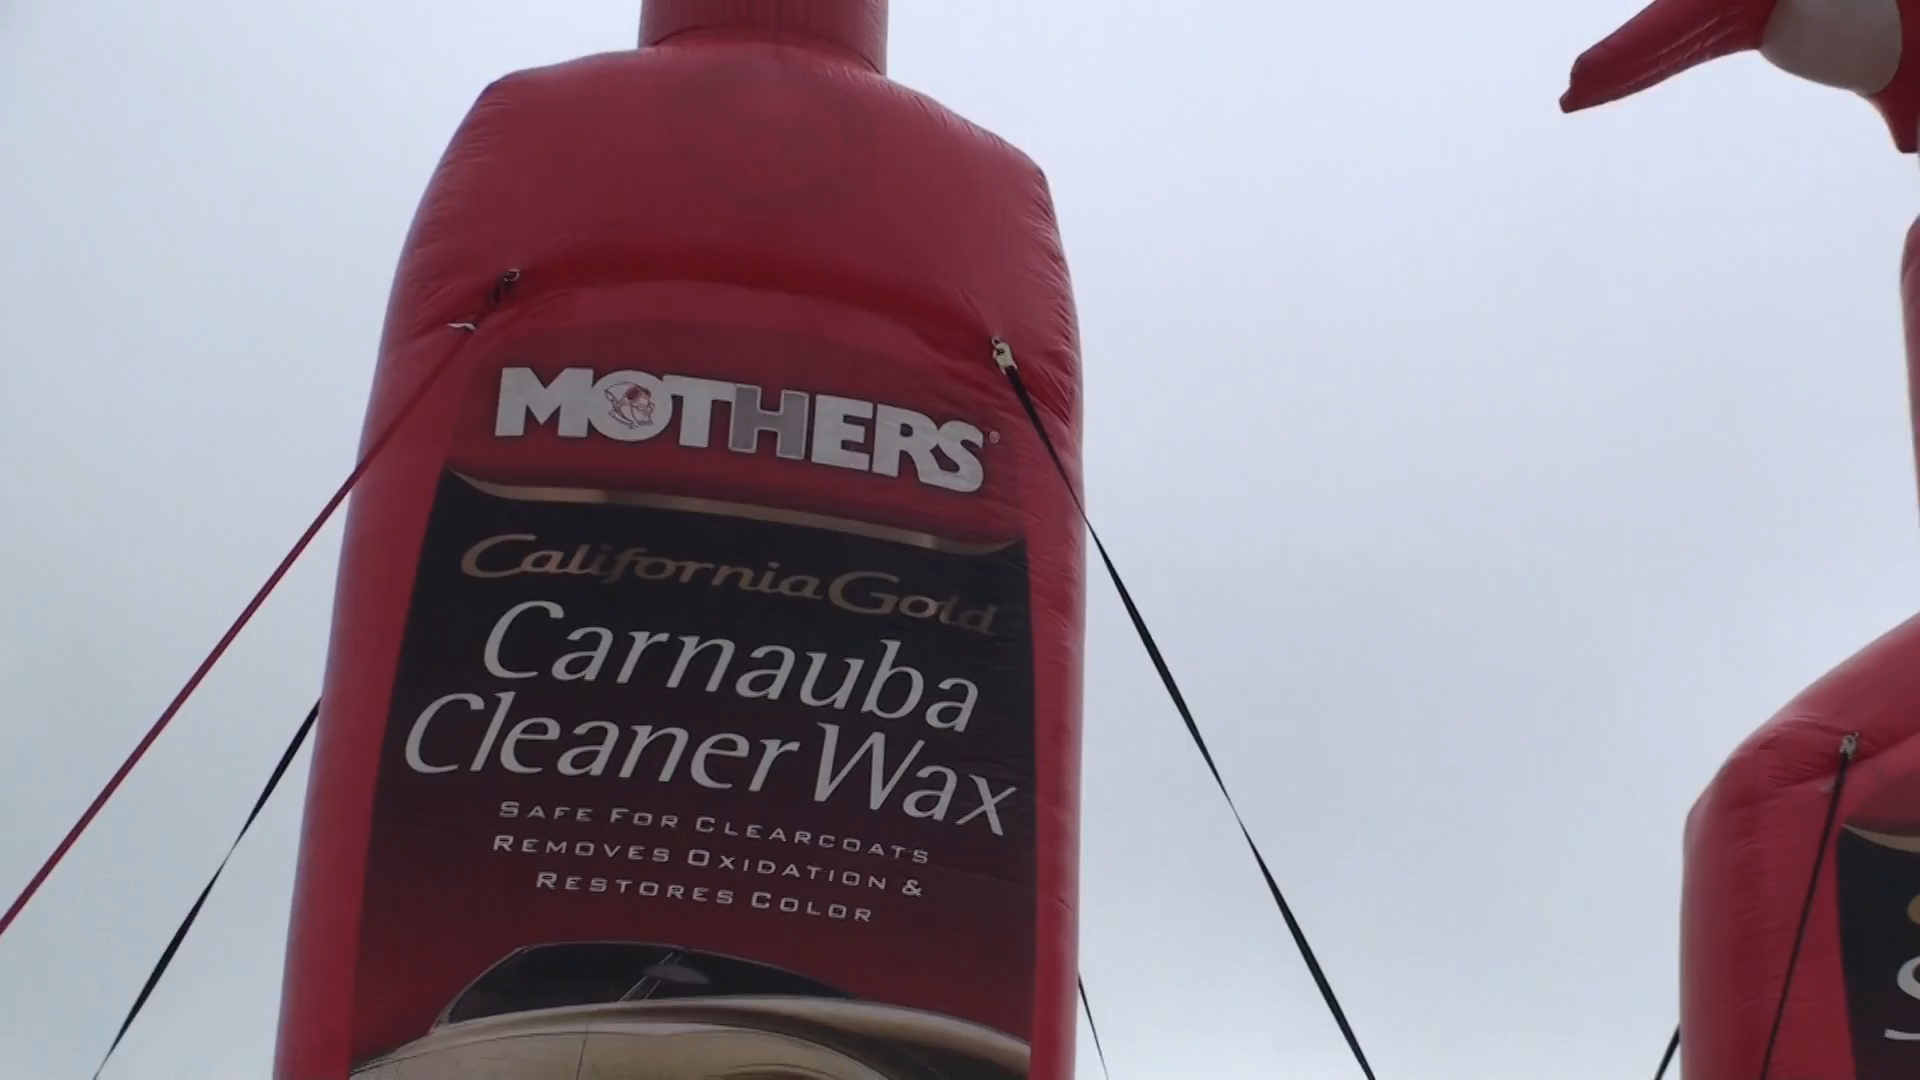 MOTHERS®
California Gold
Carnauba
Cleaner Wax
SAFE FOR CLEARCOATS
REMOVES OXIDATION &
RESTORES COLOR